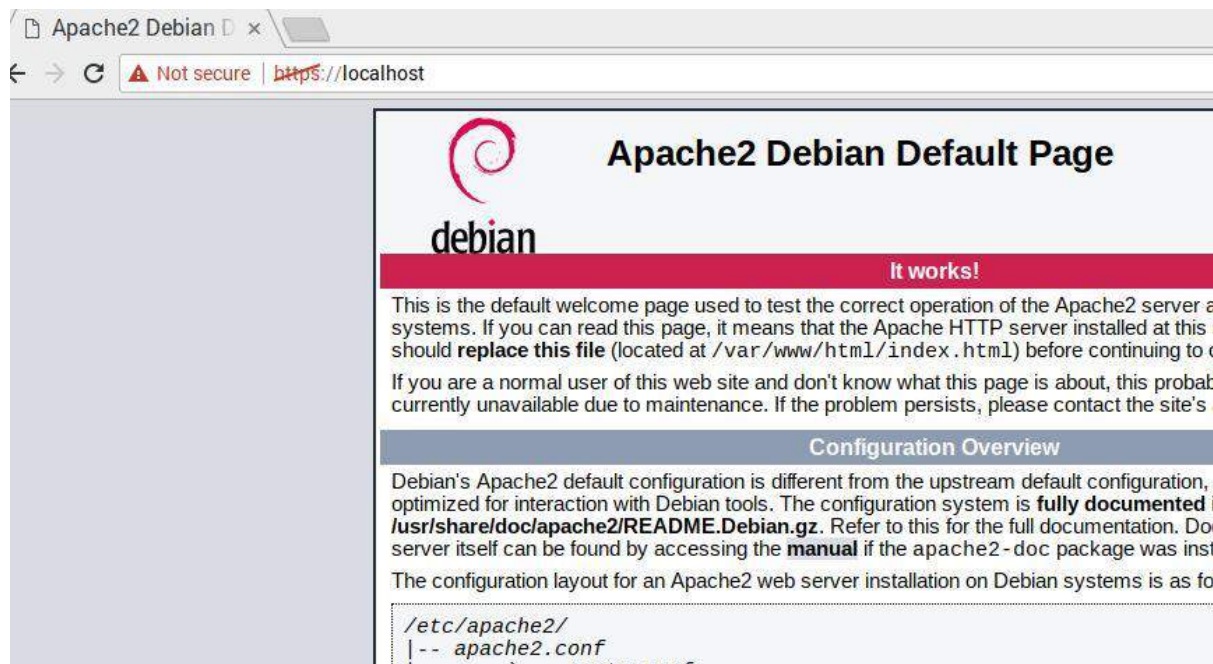 Apache2 Debian D
Not secure | https://localhost
Apache2 Debian Default Page
debian
It works!
This is the default welcome page used to test the correct operation of the Apache2 server a
systems. If you can read this page, it means that the Apache HTTP server installed at this
should replace this file (located at /var/www/html/index.html) before continuing to
If you are a normal user of this web site and don't know what this page is about, this probab
currently unavailable due to maintenance. If the problem persists, please contact the site's
Configuration Overview
Debian's Apache2 default configuration is different from the upstream default configuration,
optimized for interaction with Debian tools. The configuration system is fully documented
/usr/share/doc/apache2/README.Debian.gz. Refer to this for the full documentation. Do
server itself can be found by accessing the manual if the apache2-doc package was inst
The configuration layout for an Apache2 web server installation on Debian systems is as fo
/etc/apache2/
|-- apache2.conf